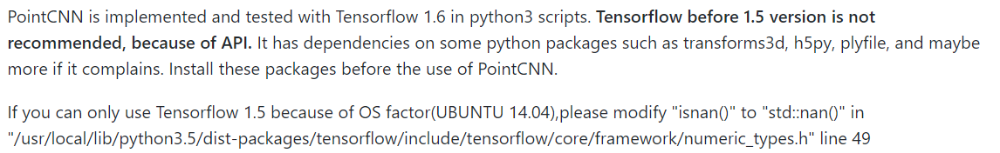 PointCNN is implemented and tested with Tensorflow 1.6 in python3 scripts. Tensorflow before 1.5 version is not
recommended, because of API. It has dependencies on some python packages such as transforms3d, h5py, plyfile, and maybe
more if it complains. Install these packages before the use of PointCNN.
If you can only use Tensorflow 1.5 because of OS factor(UBUNTU 14.04),please modify "isnan()" to "std::nan()" in
"/usr/local/lib/python3.5/dist-packages/tensorflow/include/tensorflow/core/framework/numeric_types.h" line 49